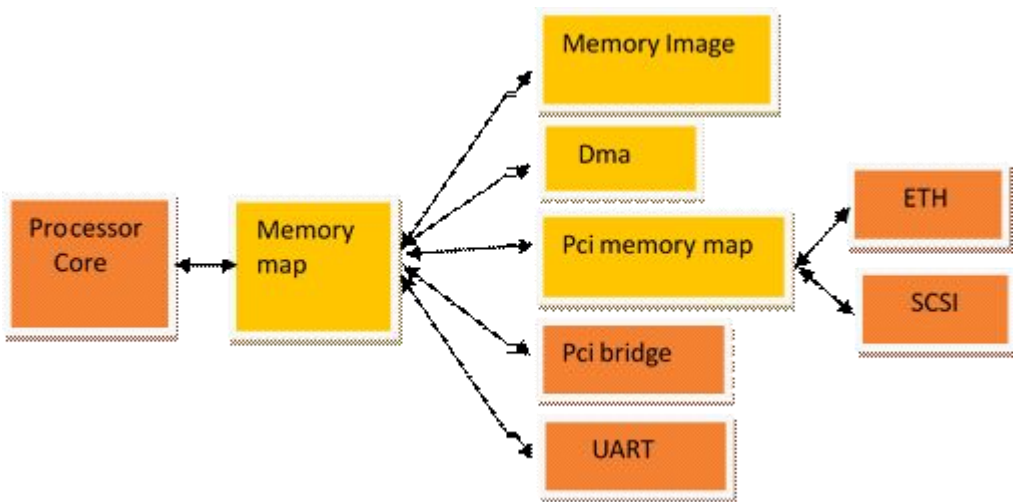 Processor
Core
Memory
map
Memory Image
Dma
Pci memory map
Pci bridge
UART
ETH
SCSI